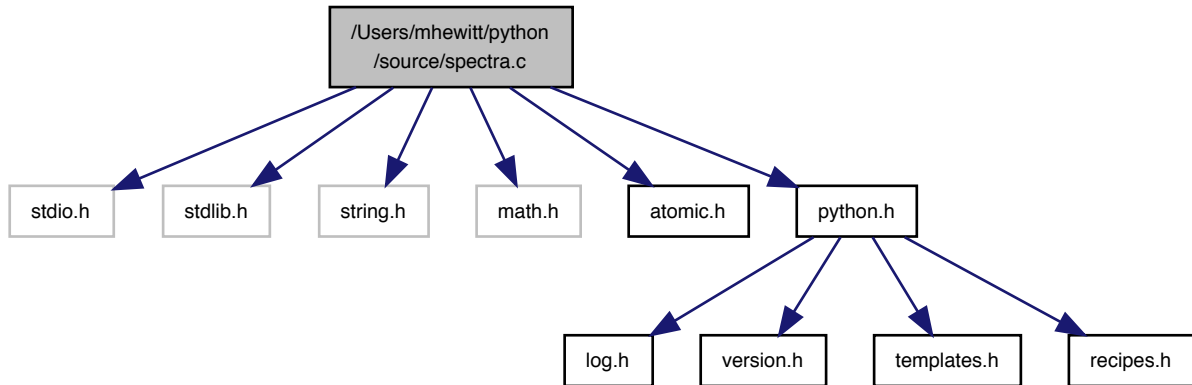 /Users/mhewitt/python
/source/spectra.c
stdio.h
stdlib.h
string.h
math.h
atomic.h
python.h
log.h
version.h
templates.h
recipes.h